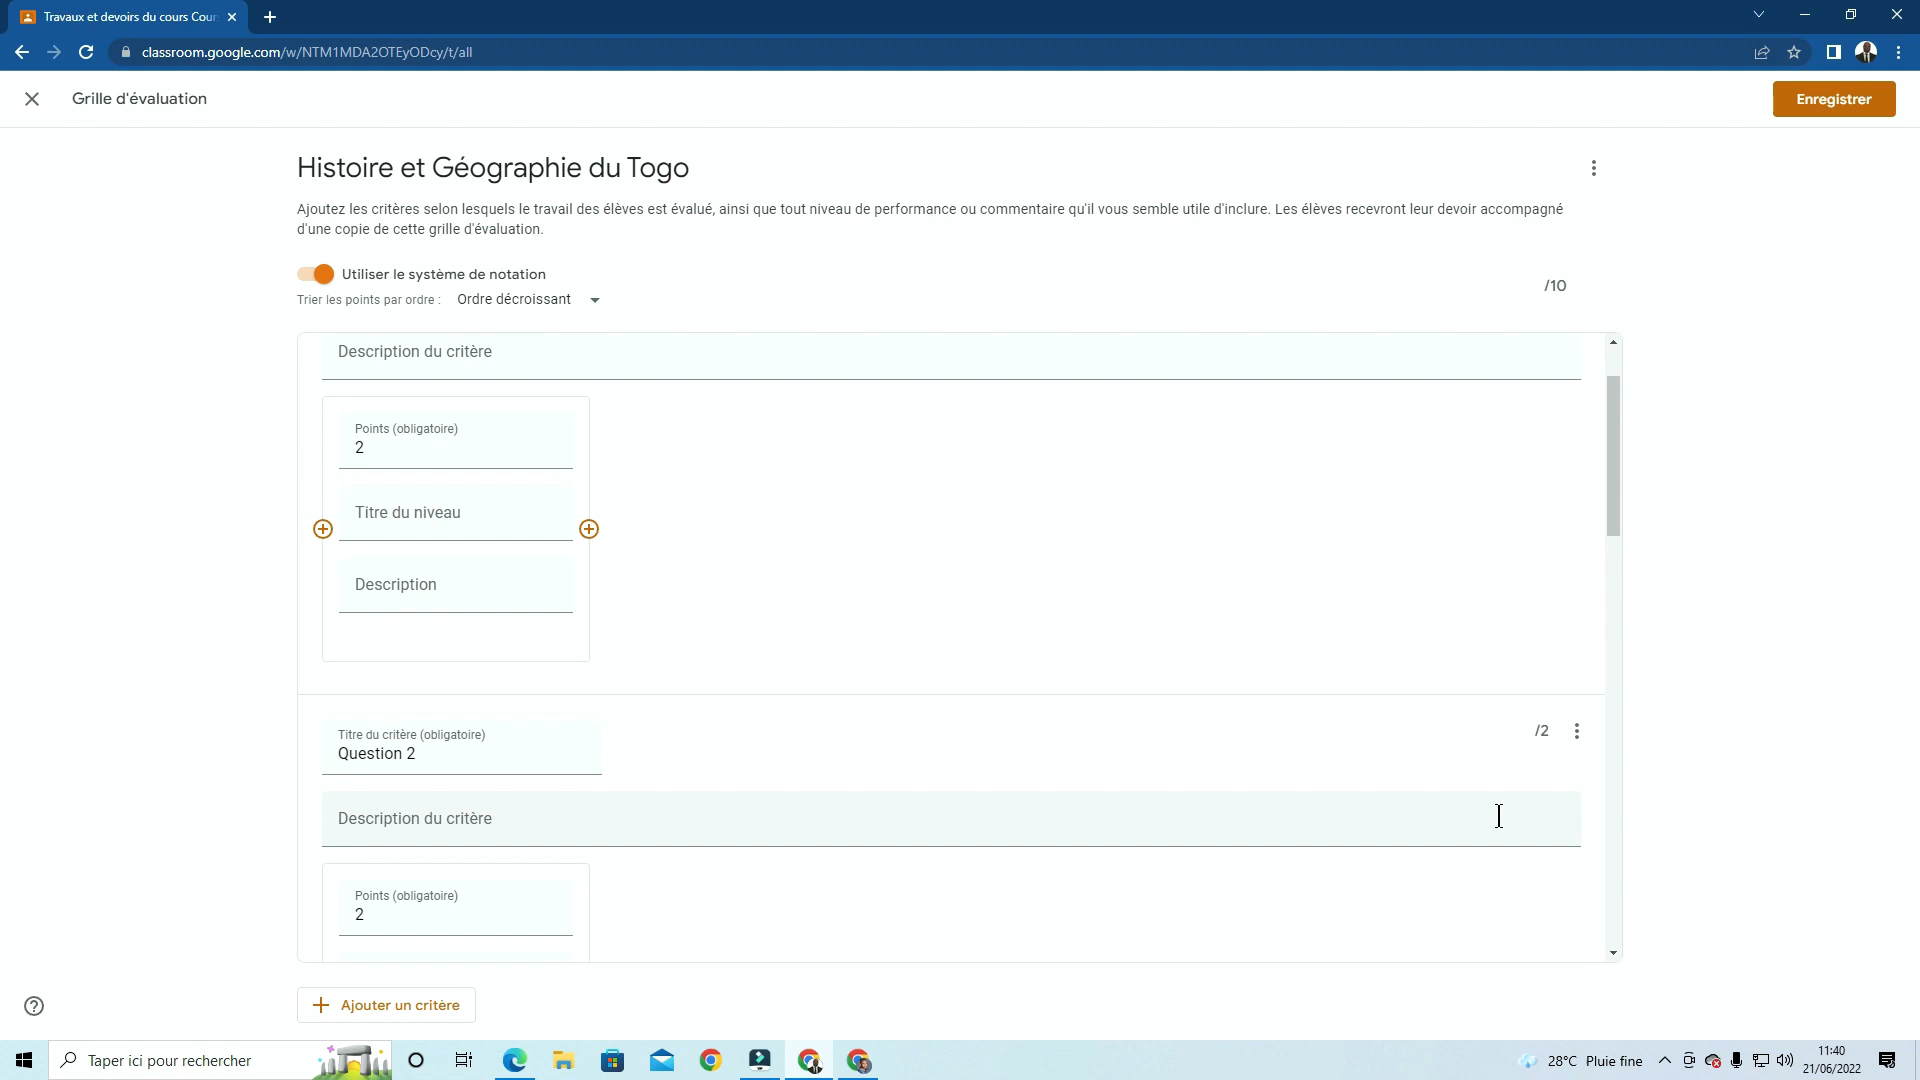 Travaux et devoirs du cours Cour
classroom.google.com/w/NTM1MDA2OTEyODcy/t/all
Grille d'évaluation
Enregistrer
Histoire et Géographie du Togo
Ajoutez les critères selon lesquels le travail des élèves est évalué, ainsi que tout niveau de performance ou commentaire qu'il vous semble utile d'inclure. Les élèves recevront leur devoir accompagné
d'une copie de cette grille d'évaluation.
Utiliser le système de notation
Trier les points par ordre : Ordre décroissant
/10
Description du critère
Points (obligatoire)
2
Titre du niveau
Description
Titre du critère (obligatoire)
Question 2
/2
Description du critère
Points (obligatoire)
2
Ajouter un critère
Taper ici pour rechercher
28°C Pluie fine
11:40
21/06/2022